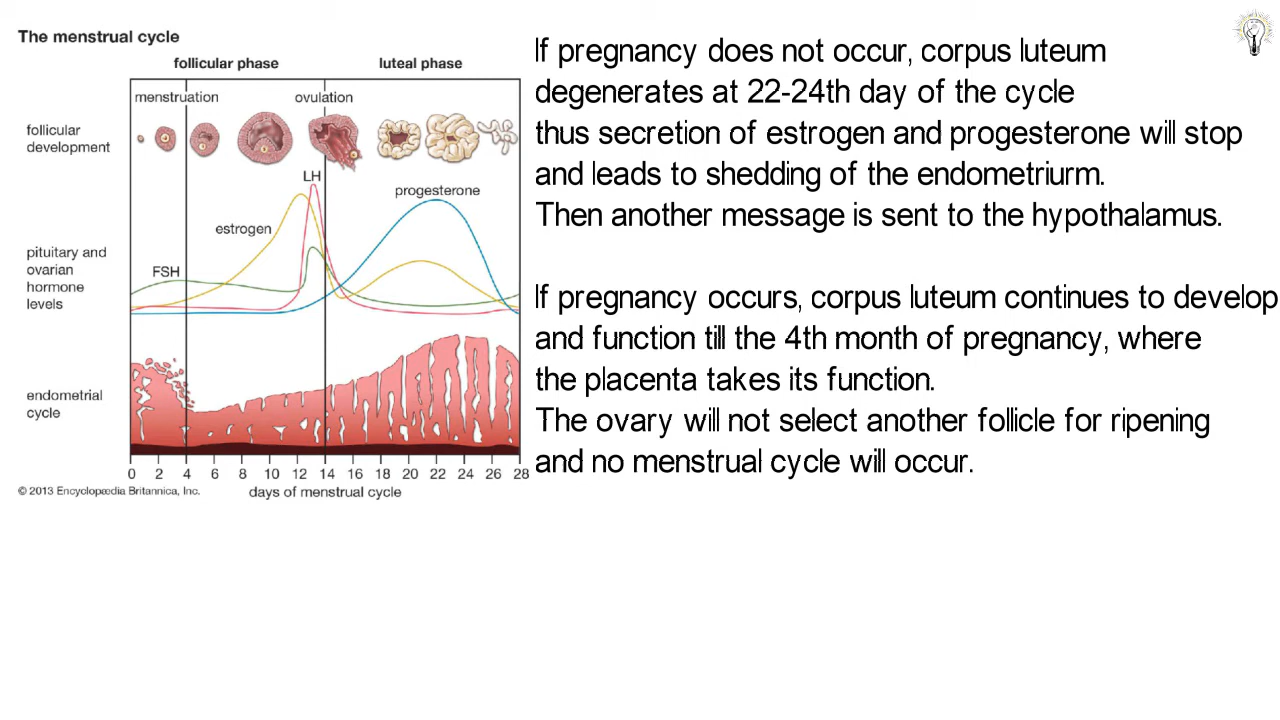 The menstrual cycle
follicular phase luteal phase
menstruation ovulation
follicular
development
LH
progesterone
estrogen
pituitary and
ovarian
hormone
levels
FSH
endometrial
cycle
0 2 4 6 8 10 12 14 16 18 20 22 24 26 28
© 2013 Encyclopædia Britannica, Inc. days of menstrual cycle
If pregnancy does not occur, corpus luteum
degenerates at 22-24th day of the cycle
thus secretion of estrogen and progesterone will stop
and leads to shedding of the endometriurm.
Then another message is sent to the hypothalamus.
If pregnancy occurs, corpus luteum continues to develop
and function till the 4th month of pregnancy, where
the placenta takes its function.
The ovary will not select another follicle for ripening
and no menstrual cycle will occur.